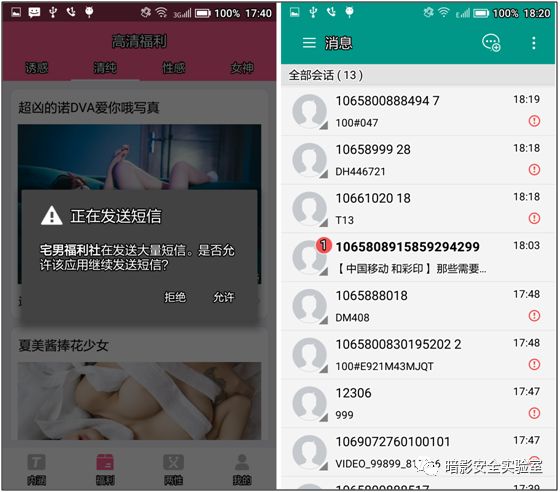 3G 100% 17:40
高清福利
诱惑 清纯 性感 女神
超凶的诺DVA爱你哦写真
正在发送短信
宅男福利社在发送大量短信。是否允
许该应用继续发送短信?
拒绝 允许
夏美酱捧花少女
内涵 福利 两性 我的
E 100% 18:20
消息
全部会话 ( 13 )
1065800888494 7 18:19
100#047
10658999 28 18:18
DH446721
10661020 18 18:18
T13
1
1065808915859294299 18:03
【 中国移动 和彩印 】那些需要...
1065888018 17:48
DM408
1065800830195202 2 17:48
100#E921M43MJQT
12306 17:47
999
1069072760100101 17:47
VIDEO_99899_
暗影安全实验室
17:39